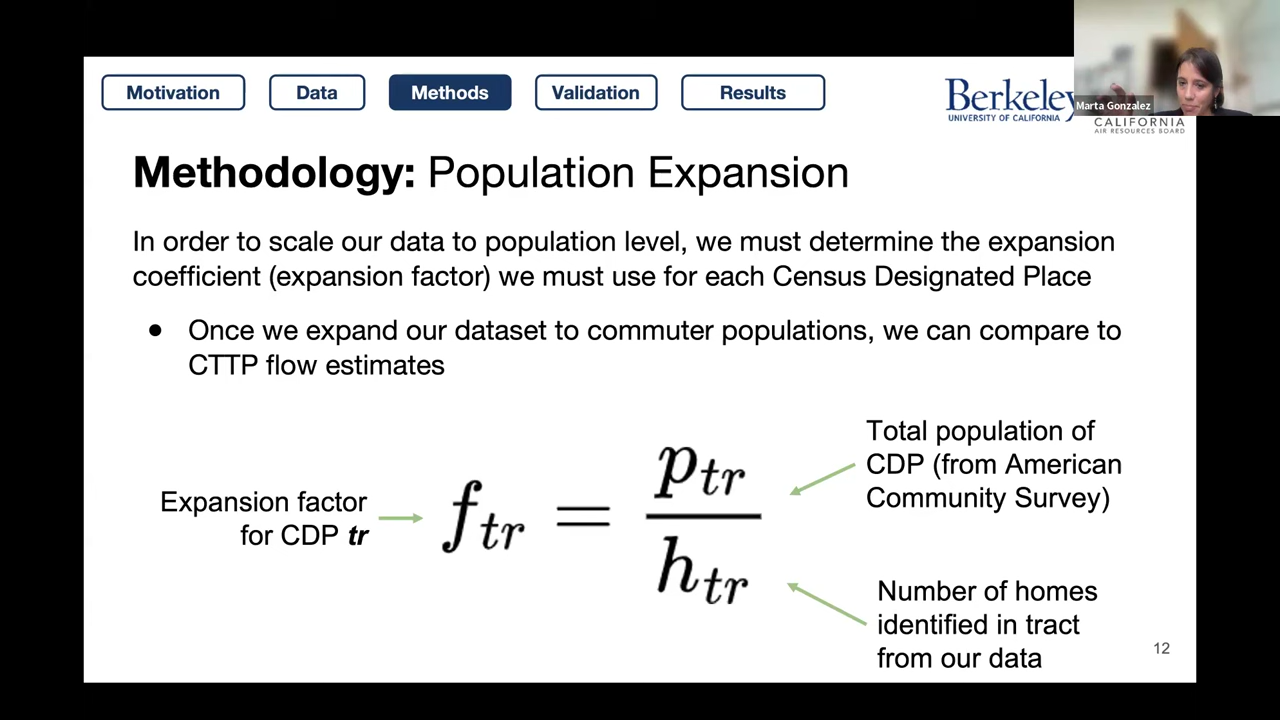 Motivation
Data
Methods
Validation
Results
Berkeley
UNIVERSITY OF CALIFORNIA
Marta Gonzalez
CALIFORNIA
AIR RESOURCES BOARD
Methodology: Population Expansion
In order to scale our data to population level, we must determine the expansion
coefficient (expansion factor) we must use for each Census Designated Place
● Once we expand our dataset to commuter populations, we can compare to
CTTP flow estimates
Expansion factor
for CDP tr
f_tr = p_tr / h_tr
Total population of
CDP (from American
Community Survey)
Number of homes
identified in tract
from our data
12